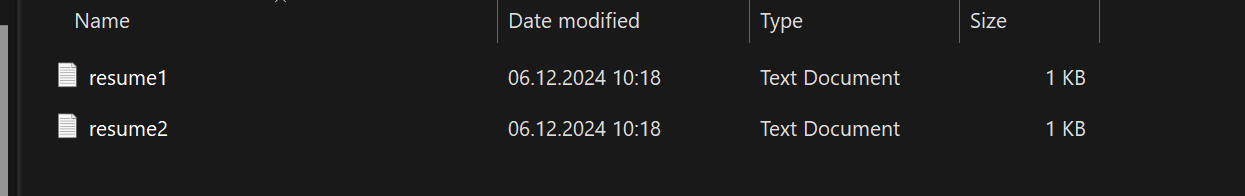 Name Date modified Type Size
resume1 06.12.2024 10:18 Text Document 1 KB
resume2 06.12.2024 10:18 Text Document 1 KB